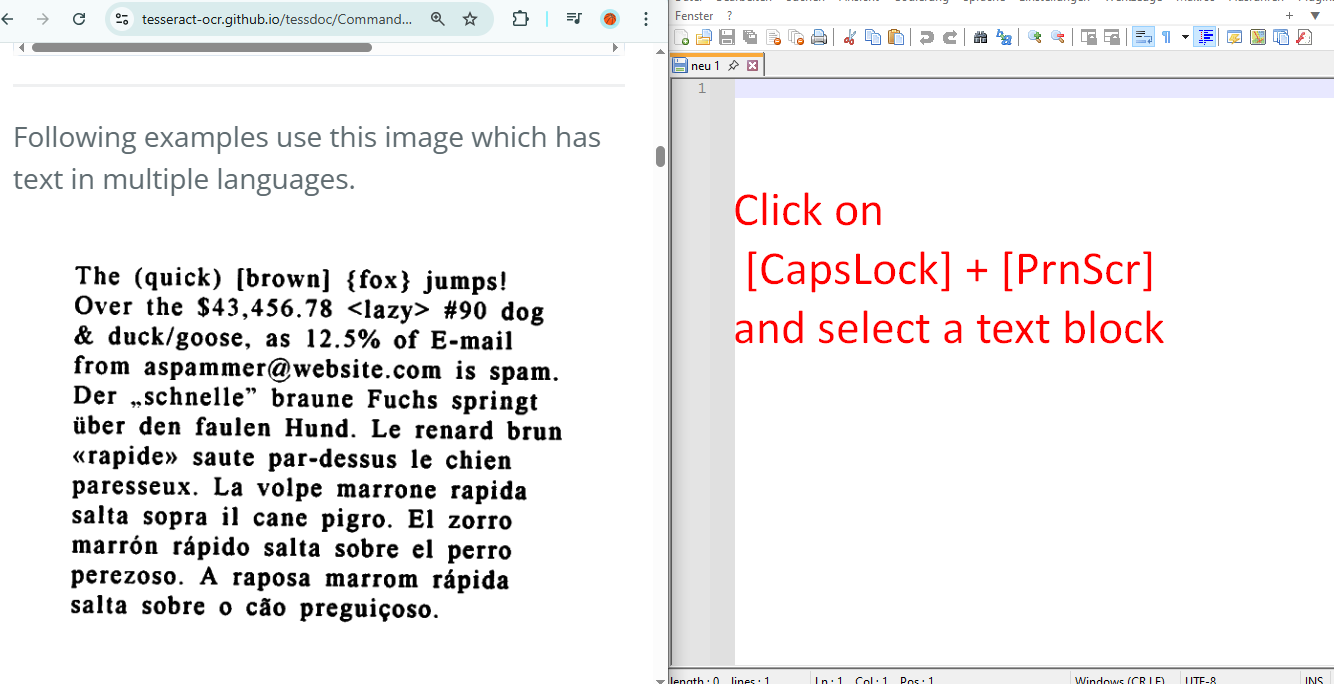 tesseract-ocr.github.io/tessdoc/Command...
Following examples use this image which has
text in multiple languages.
The (quick) [brown] {fox} jumps!
Over the $43,456.78 <lazy> #90 dog
& duck/goose, as 12.5% of E-mail
from aspammer@website.com is spam.
Der „schnelle” braune Fuchs springt
über den faulen Hund. Le renard brun
«rapide» saute par-dessus le chien
paresseux. La volpe marrone rapida
salta sopra il cane pigro. El zorro
marrón rápido salta sobre el perro
perezoso. A raposa marrom rápida
salta sobre o cão preguiçoso.
Fenster ?
neu 1
1
Click on
[CapsLock] + [PrnScr]
and select a text block
length : 0 lines : 1 Ln : 1 Col : 1 Pos : 1 Windows (CR LF) UTF-8 INS